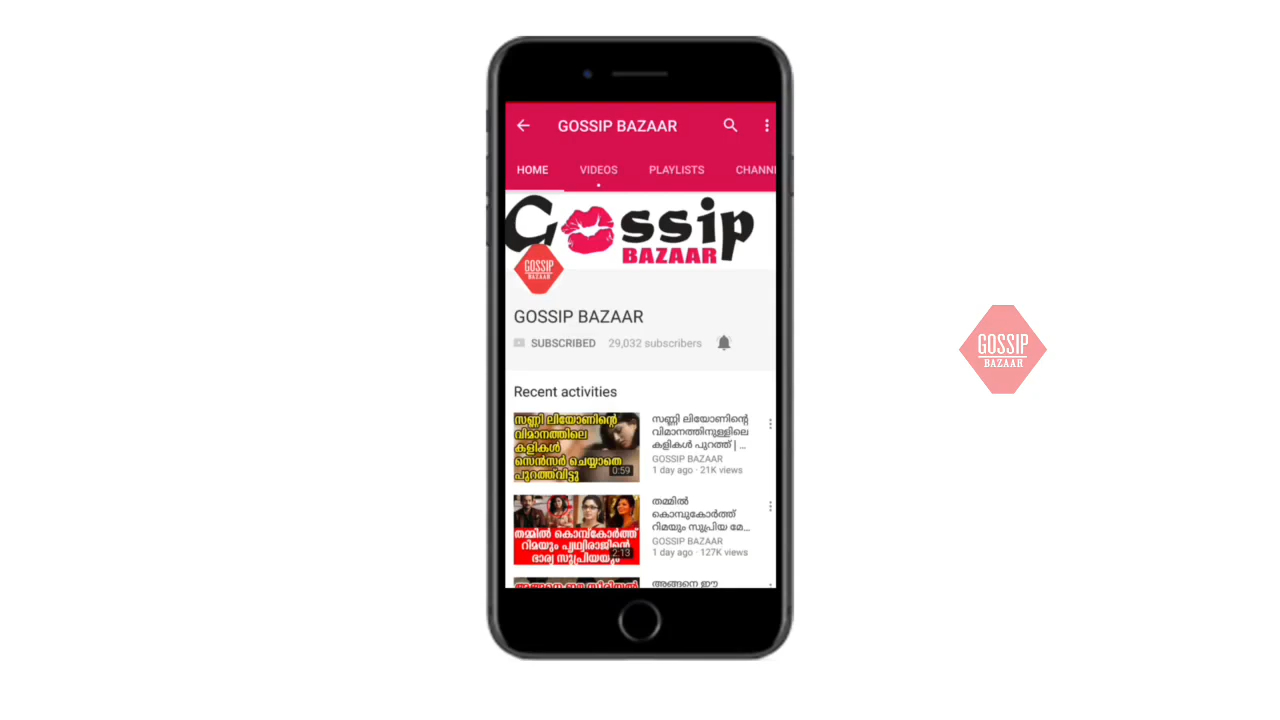 GOSSIP BAZAAR
HOME VIDEOS PLAYLISTS CHANN
Gossip
BAZAAR
GOSSIP
BAZAAR
GOSSIP BAZAAR
SUBSCRIBED 29,032 subscribers
Recent activities
സണ്ണി ലിയോണിന്റെ
വിമാനത്തിലെ
കളികൾ
സെൻസർ ചെയ്യാതെ
പുറത്തുവിട്ടു
0:59
സണ്ണി ലിയോണിന്റെ
വിമാനത്തിനുള്ളിലെ
കളികൾ പുറത്ത് | ...
GOSSIP BAZAAR
1 day ago · 21K views
തമ്മിൽ കൊമ്പ്കോർത്ത്
റിമയും പൃഥ്വിരാജിന്റെ
ഭാര്യ സുപ്രിയയും
2:13
തമ്മിൽ
കൊമ്പുകോർത്ത്
റിമയും സുപ്രിയ മേ...
GOSSIP BAZAAR
1 day ago · 127K views
അങ്ങനെ ഈ
GOSSIP
BAZAAR